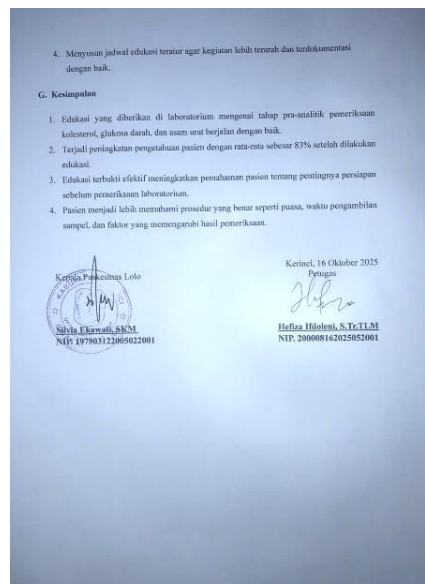 4. Menyusun jadwal edukasi teratur agar kegiatan lebih terarah dan terdokumentasi
dengan baik.
G. Kesimpulan
1. Edukasi yang diberikan di laboratorium mengenai tahap pra-analitik pemeriksaan
kolesterol, glukosa darah, dan asam urat berjalan dengan baik.
2. Terjadi peningkatan pengetahuan pasien dengan rata-rata sebesar 83% setelah dilakukan
edukasi.
3. Edukasi terbukti efektif meningkatkan pemahaman pasien tentang pentingnya persiapan
sebelum pemeriksaan laboratorium.
4. Pasien menjadi lebih memahami prosedur yang benar seperti puasa, waktu pengambilan
sampel, dan faktor yang memengaruhi hasil pemeriksaan.
Kerinci, 16 Oktober 2025
Kepala Puskesmas Lolo
Petugas
Silvia Ekawati, SKM
NIP. 197903122005022001
Hefiza Ifdoleni, S.Tr.TLM
NIP. 200008162025052001